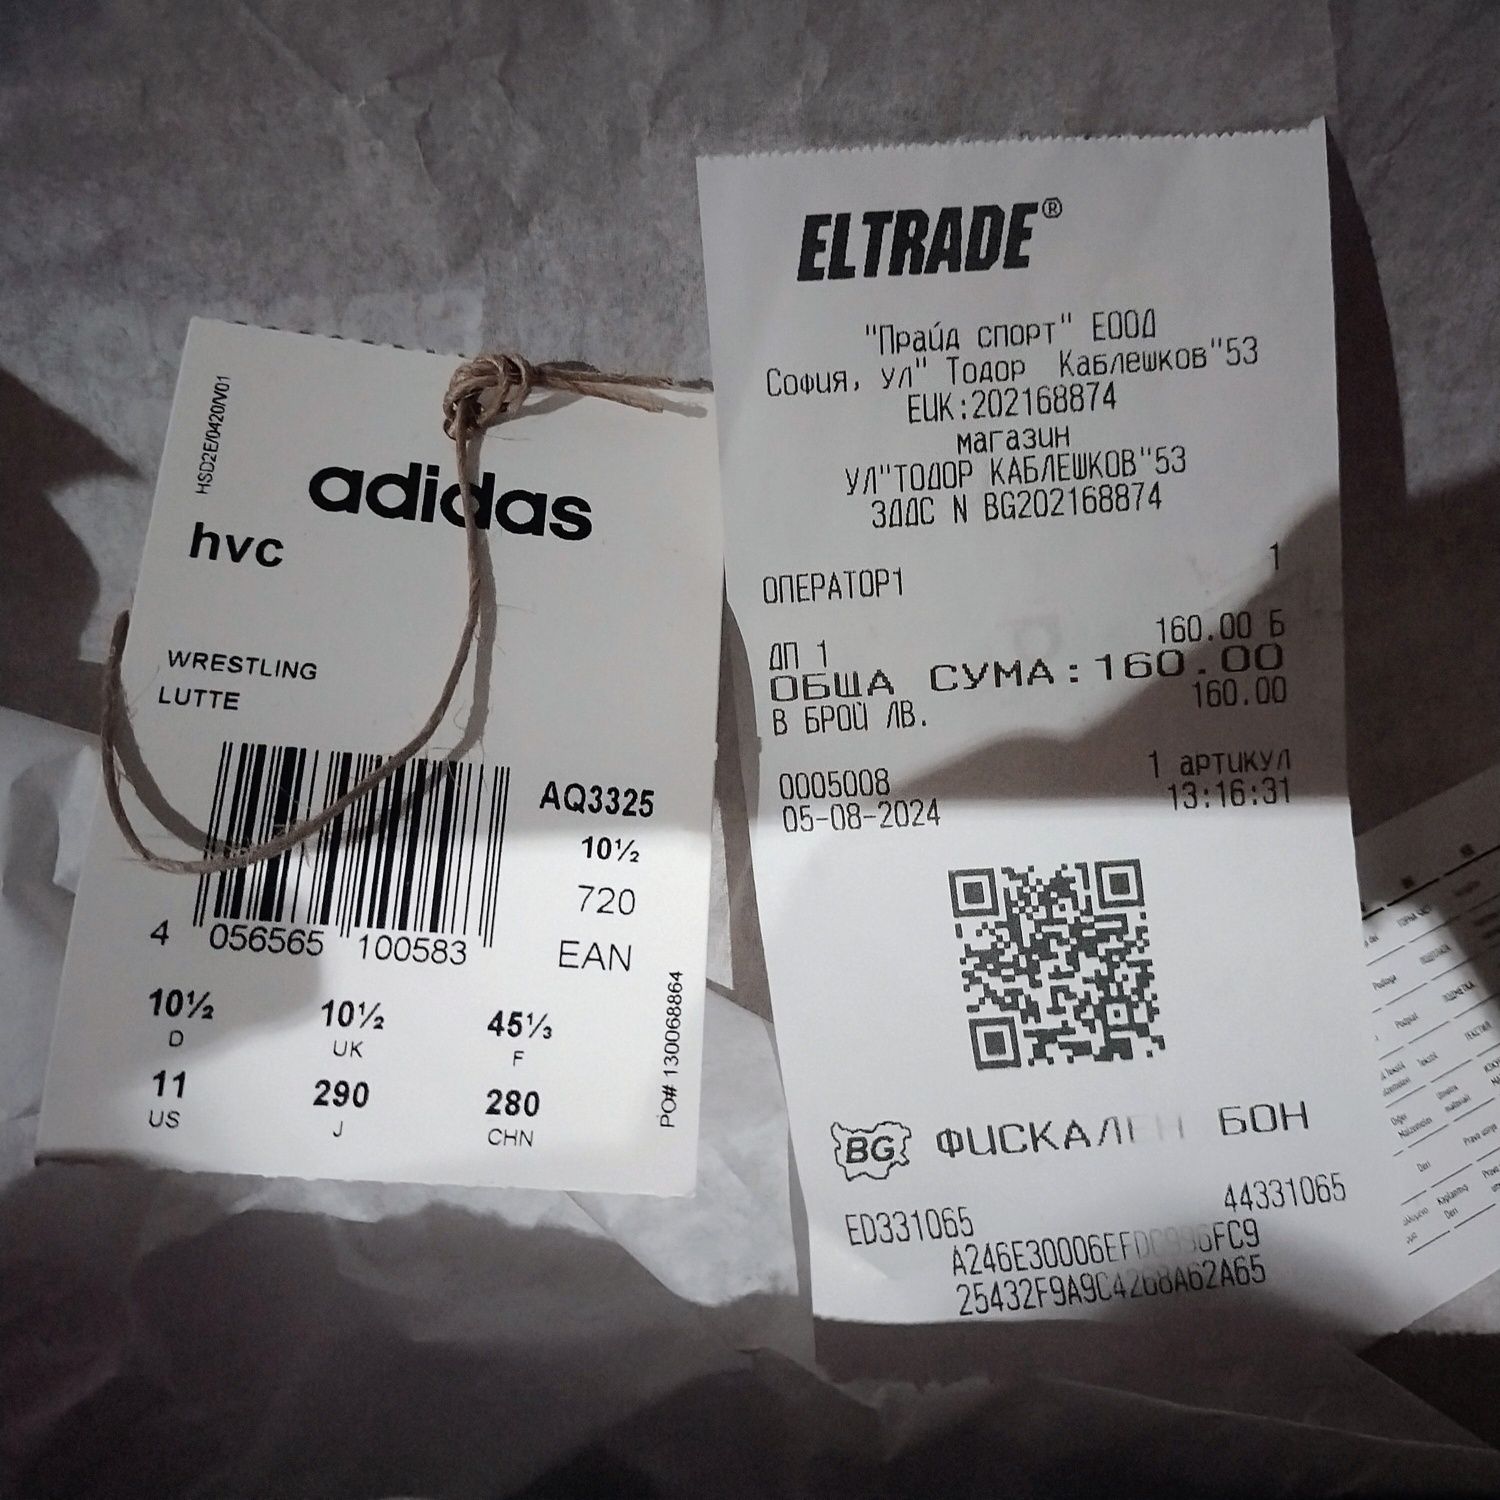 HSD2E/0420/V01
adidas
hvc
WRESTLING
LUTTE
AQ3325
10½
720
EAN
4 056565 100583
10½ 10½ 45⅓
D UK F
11 290 280
US J CHN
PO# 130068864
ELTRADE®
"Прайд спорт" ЕООД
София, ул" Тодор Каблешков"53
ЕИК:202168874
магазин
УЛ"ТОДОР КАБЛЕШКОВ"53
ЗДДС N BG202168874
ОПЕРАТОР1 1
ДП 1 160.00 Б
ОБЩА СУМА:160.00
В БРОЙ ЛВ. 160.00
0005008 1 артикул
05-08-2024 13:16:31
BG ФИСКАЛЕН БОН
ED331065 44331065
25432F9A9C4268A62A65